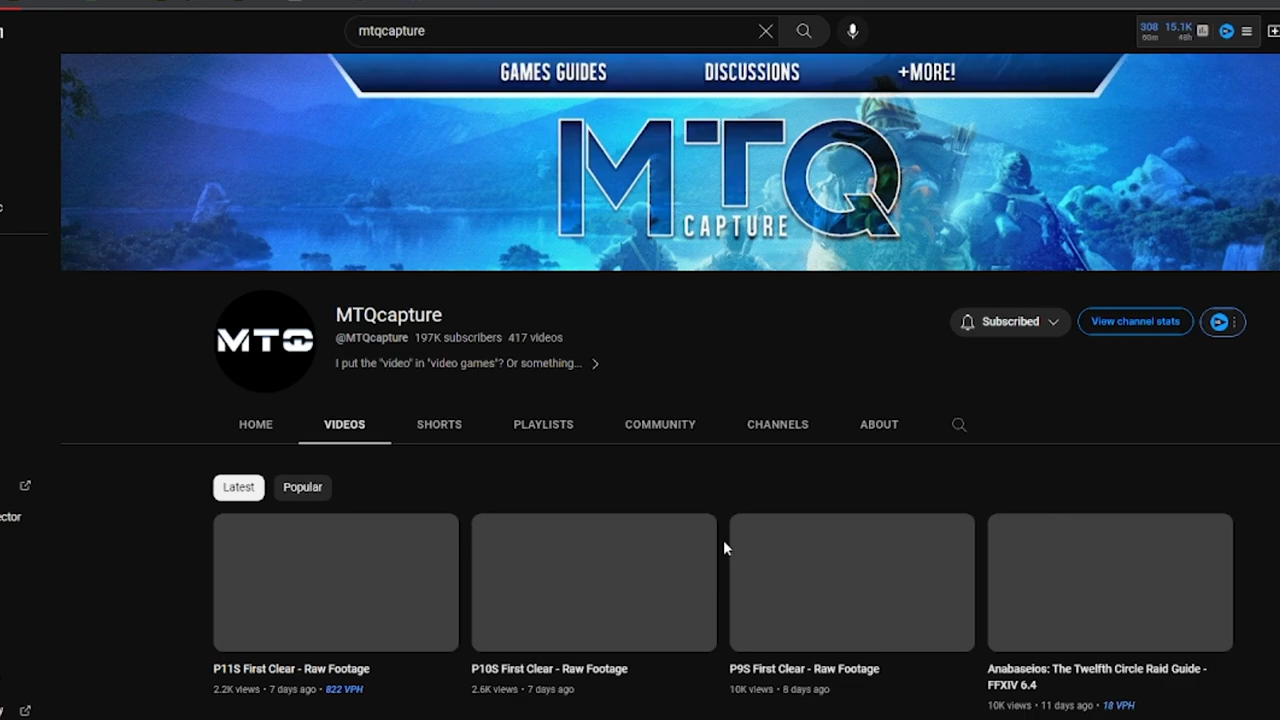 mtqcapture
308 15.1K
60m 48h
GAMES GUIDES DISCUSSIONS +MORE!
MTQ
CAPTURE
MTQ
MTQcapture
@MTQcapture 197K subscribers 417 videos
I put the "video" in "video games"? Or something...
Subscribed
View channel stats
HOME VIDEOS SHORTS PLAYLISTS COMMUNITY CHANNELS ABOUT
Latest Popular
ector
P11S First Clear - Raw Footage
2.2K views • 7 days ago • 822 VPH
P10S First Clear - Raw Footage
2.6K views • 7 days ago
P9S First Clear - Raw Footage
10K views • 8 days ago
Anabaseios: The Twelfth Circle Raid Guide -
FFXIV 6.4
10K views • 11 days ago • 18 VPH